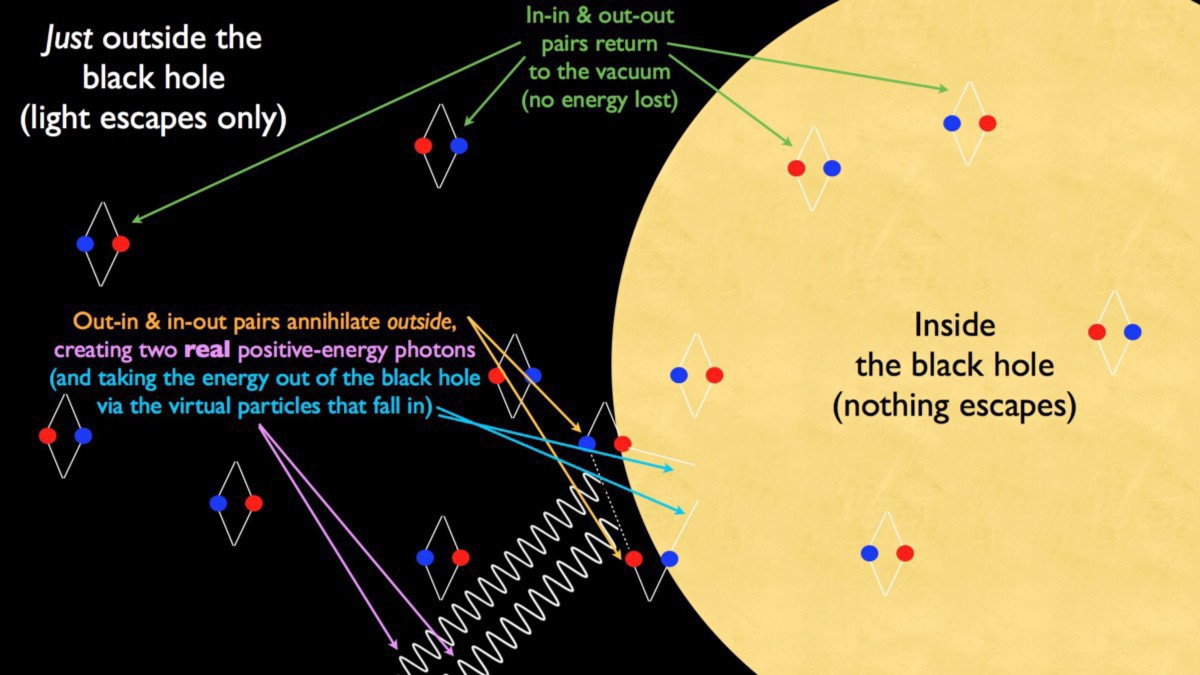 Just outside the
black hole
(light escapes only)
In-in & out-out
pairs return
to the vacuum
(no energy lost)
Out-in & in-out pairs annihilate outside,
creating two real positive-energy photons
(and taking the energy out of the black hole
via the virtual particles that fall in)
Inside
the black hole
(nothing escapes)